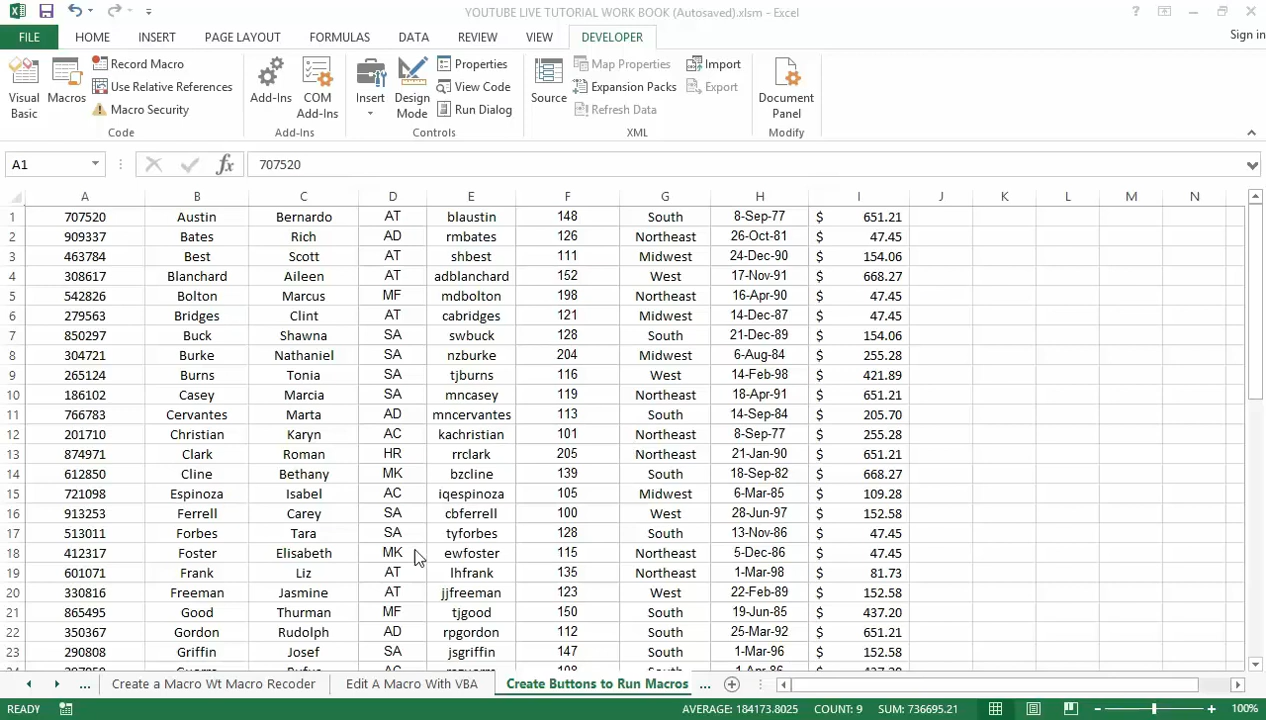 YOUTUBE LIVE TUTORIAL WORK BOOK (Autosaved).xlsm - Excel
FILE HOME INSERT PAGE LAYOUT FORMULAS DATA REVIEW VIEW DEVELOPER Sign in
Visual Basic Macros Record Macro Use Relative References Macro Security Add-Ins COM Add-Ins Insert Design Mode Properties View Code Run Dialog Source Map Properties Expansion Packs Refresh Data Import Export Document Panel
Code Add-Ins Controls XML Modify
A1 fx 707520
A B C D E F G H I J K L M N
1 707520 Austin Bernardo AT blaustin 148 South 8-Sep-77 $ 651.21
2 909337 Bates Rich AD rmbates 126 Northeast 26-Oct-81 $ 47.45
3 463784 Best Scott AT shbest 111 Midwest 24-Dec-90 $ 154.06
4 308617 Blanchard Aileen AT adblanchard 152 West 17-Nov-91 $ 668.27
5 542826 Bolton Marcus MF mdbolton 198 Northeast 16-Apr-90 $ 47.45
6 279563 Bridges Clint AT cabridges 121 Midwest 14-Dec-87 $ 47.45
7 850297 Buck Shawna SA swbuck 128 South 21-Dec-89 $ 154.06
8 304721 Burke Nathaniel SA nzburke 204 Midwest 6-Aug-84 $ 255.28
9 265124 Burns Tonia SA tjburns 116 West 14-Feb-98 $ 421.89
10 186102 Casey Marcia SA mncasey 119 Northeast 18-Apr-91 $ 651.21
11 766783 Cervantes Marta AD mncervantes 113 South 14-Sep-84 $ 205.70
12 201710 Christian Karyn AC kachristian 101 Northeast 8-Sep-77 $ 255.28
13 874971 Clark Roman HR rrclark 205 Northeast 21-Jan-90 $ 651.21
14 612850 Cline Bethany MK bzcline 139 South 18-Sep-82 $ 668.27
15 721098 Espinoza Isabel AC iqespinoza 105 Midwest 6-Mar-85 $ 109.28
16 913253 Ferrell Carey SA cbferrell 100 West 28-Jun-97 $ 152.58
17 513011 Forbes Tara SA tyforbes 128 South 13-Nov-86 $ 47.45
18 412317 Foster Elisabeth MK ewfoster 115 Northeast 5-Dec-86 $ 47.45
19 601071 Frank Liz AT lhfrank 135 Northeast 1-Mar-98 $ 81.73
20 330816 Freeman Jasmine AT jjfreeman 123 West 22-Feb-89 $ 152.58
21 865495 Good Thurman MF tjgood 150 South 19-Jun-85 $ 437.20
22 350367 Gordon Rudolph AD rpgordon 112 South 25-Mar-92 $ 651.21
23 290808 Griffin Josef SA jsgriffin 147 South 1-Mar-96 $ 152.58
... Create a Macro Wt Macro Recoder Edit A Macro With VBA Create Buttons to Run Macros ...
READY AVERAGE: 184173.8025 COUNT: 9 SUM: 736695.21 100%